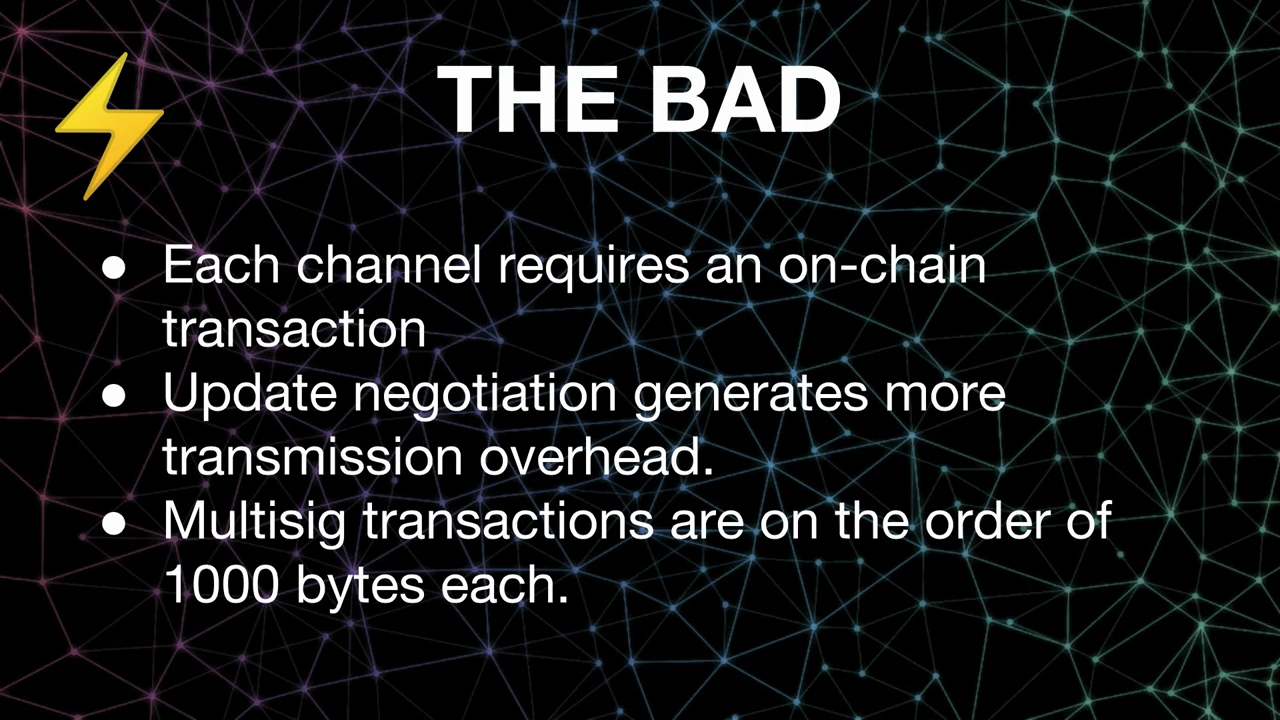 THE BAD
● Each channel requires an on-chain
transaction
● Update negotiation generates more
transmission overhead.
● Multisig transactions are on the order of
1000 bytes each.